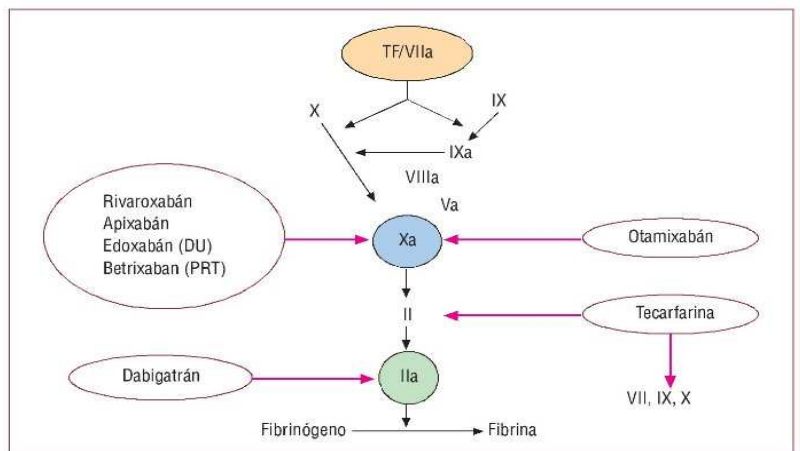 TF/VIIa
X
IX
IXa
VIIIa
Va
Rivaroxabán
Apixabán
Edoxabán (DU)
Betrixaban (PRT)
Xa
Otamixabán
II
Tecarfarina
Dabigatrán
IIa
VII, IX, X
Fibrinógeno
Fibrina